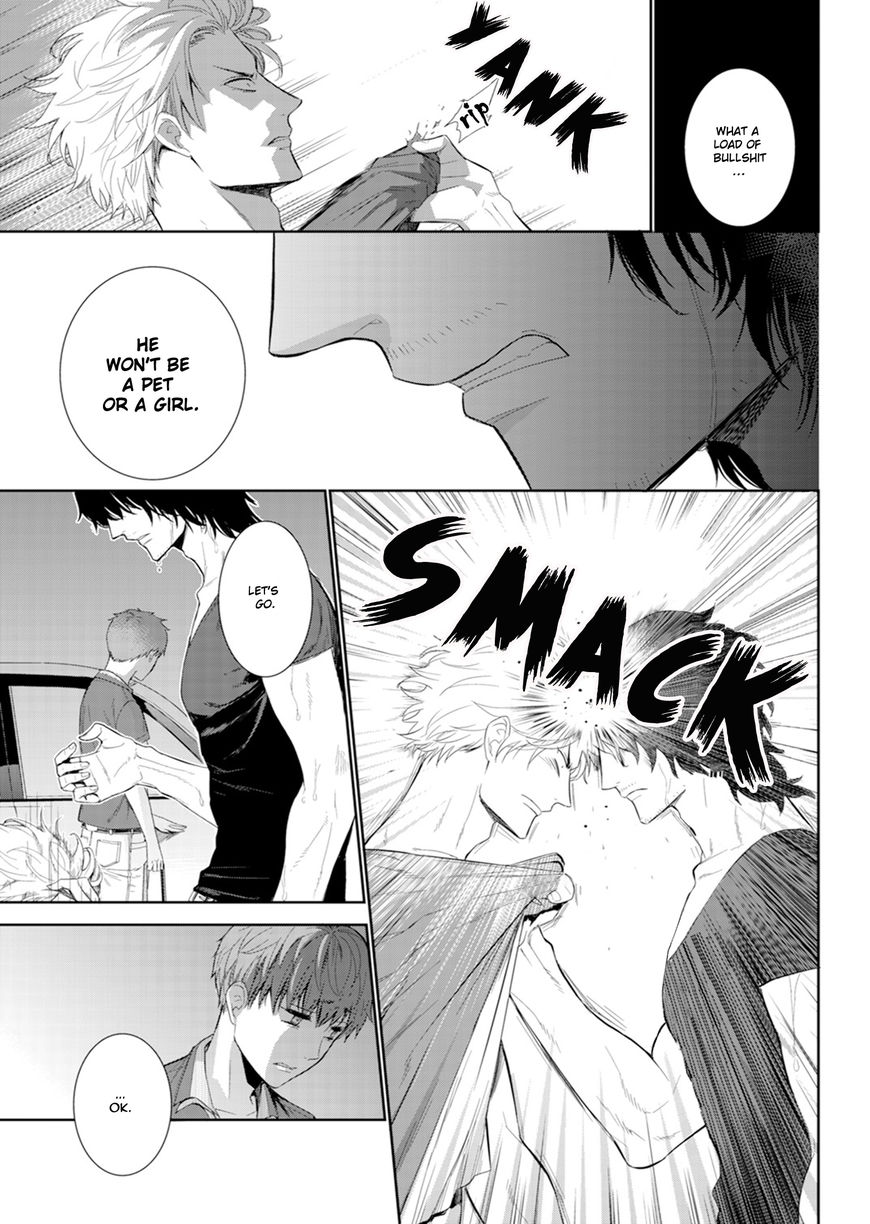 WHAT A
LOAD OF
BULLSHIT
...
YANK
rip
HE
WON'T BE
A PET
OR A GIRL.
SMACK
LET'S
GO.
...
OK.